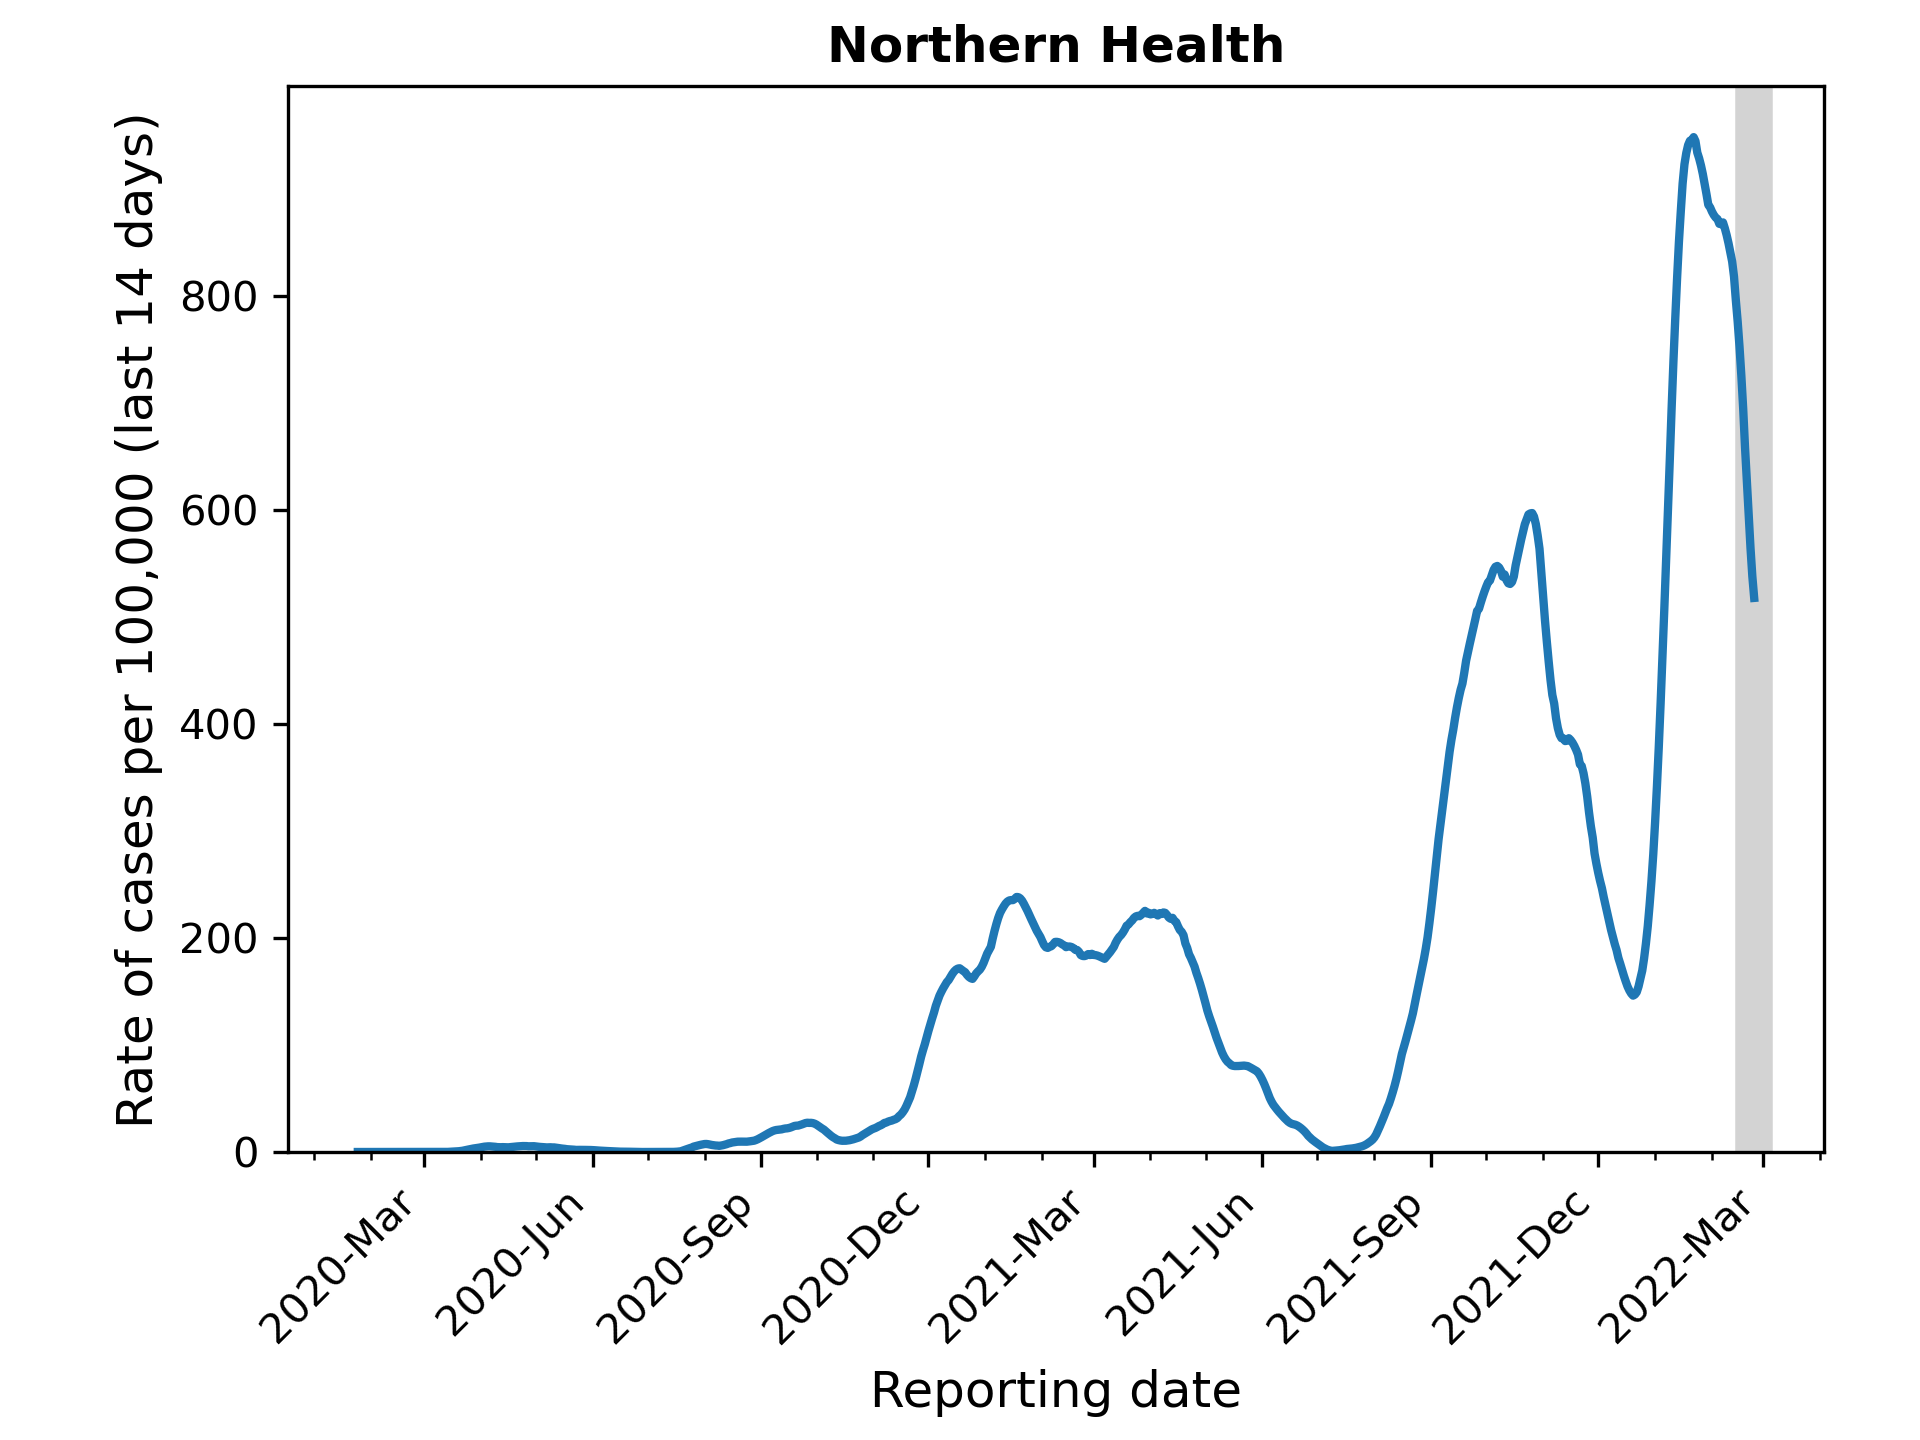 Northern Health
Rate of cases per 100,000 (last 14 days)
800
600
400
200
0
2020-Mar
2020-Jun
2020-Sep
2020-Dec
2021-Mar
2021-Jun
2021-Sep
2021-Dec
2022-Mar
Reporting date